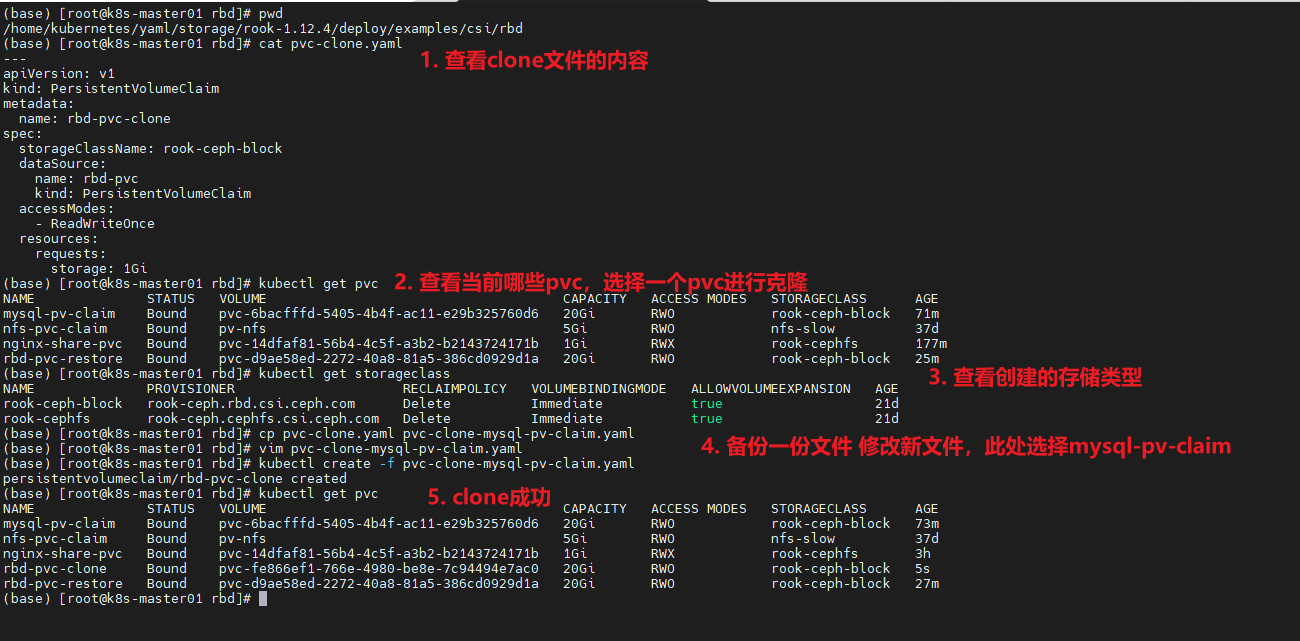 (base) [root@k8s-master01 rbd]# pwd
/home/kubernetes/yaml/storage/rook-1.12.4/deploy/examples/csi/rbd
(base) [root@k8s-master01 rbd]# cat pvc-clone.yaml
1. 查看clone文件的内容
---
apiVersion: v1
kind: PersistentVolumeClaim
metadata:
  name: rbd-pvc-clone
spec:
  storageClassName: rook-ceph-block
  dataSource:
    name: rbd-pvc
    kind: PersistentVolumeClaim
  accessModes:
    - ReadWriteOnce
  resources:
    requests:
      storage: 1Gi
(base) [root@k8s-master01 rbd]# kubectl get pvc 2. 查看当前哪些pvc，选择一个pvc进行克隆
NAME STATUS VOLUME CAPACITY ACCESS MODES STORAGECLASS AGE
mysql-pv-claim Bound pvc-6bacfffd-5405-4b4f-ac11-e29b325760d6 20Gi RWO rook-ceph-block 71m
nfs-pvc-claim Bound pv-nfs 5Gi RWO nfs-slow 37d
nginx-share-pvc Bound pvc-14dfaf81-56b4-4c5f-a3b2-b2143724171b 1Gi RWX rook-cephfs 177m
rbd-pvc-restore Bound pvc-d9ae58ed-2272-40a8-81a5-386cd0929d1a 20Gi RWO rook-ceph-block 25m
(base) [root@k8s-master01 rbd]# kubectl get storageclass 3. 查看创建的存储类型
NAME PROVISIONER RECLAIMPOLICY VOLUMEBINDINGMODE ALLOWVOLUMEEXPANSION AGE
rook-ceph-block rook-ceph.rbd.csi.ceph.com Delete Immediate true 21d
rook-cephfs rook-ceph.cephfs.csi.ceph.com Delete Immediate true 21d
(base) [root@k8s-master01 rbd]# cp pvc-clone.yaml pvc-clone-mysql-pv-claim.yaml
(base) [root@k8s-master01 rbd]# vim pvc-clone-mysql-pv-claim.yaml 4. 备份一份文件 修改新文件，此处选择mysql-pv-claim
(base) [root@k8s-master01 rbd]# kubectl create -f pvc-clone-mysql-pv-claim.yaml
persistentvolumeclaim/rbd-pvc-clone created
(base) [root@k8s-master01 rbd]# kubectl get pvc 5. clone成功
NAME STATUS VOLUME CAPACITY ACCESS MODES STORAGECLASS AGE
mysql-pv-claim Bound pvc-6bacfffd-5405-4b4f-ac11-e29b325760d6 20Gi RWO rook-ceph-block 73m
nfs-pvc-claim Bound pv-nfs 5Gi RWO nfs-slow 37d
nginx-share-pvc Bound pvc-14dfaf81-56b4-4c5f-a3b2-b2143724171b 1Gi RWX rook-cephfs 3h
rbd-pvc-clone Bound pvc-fe866ef1-766e-4980-be8e-7c94494e7ac0 20Gi RWO rook-ceph-block 5s
rbd-pvc-restore Bound pvc-d9ae58ed-2272-40a8-81a5-386cd0929d1a 20Gi RWO rook-ceph-block 27m
(base) [root@k8s-master01 rbd]#